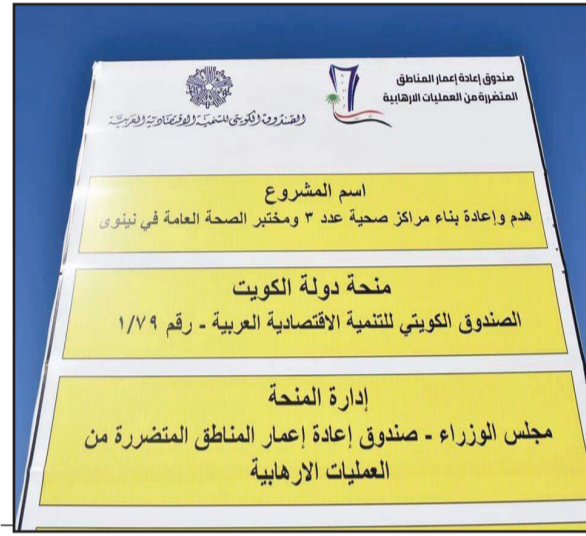 صندوق إعادة إعمار المناطق
المتضررة من العمليات الارهابية
الصندوق الكويتي للتنمية الاقتصادية العربية
اسم المشروع
هدم وإعادة بناء مراكز صحية عدد ٣ ومختبر الصحة العامة في نينوى
منحة دولة الكويت
الصندوق الكويتي للتنمية الاقتصادية العربية - رقم ١/٧٩
إدارة المنحة
مجلس الوزراء - صندوق إعادة إعمار المناطق المتضررة من
العمليات الارهابية